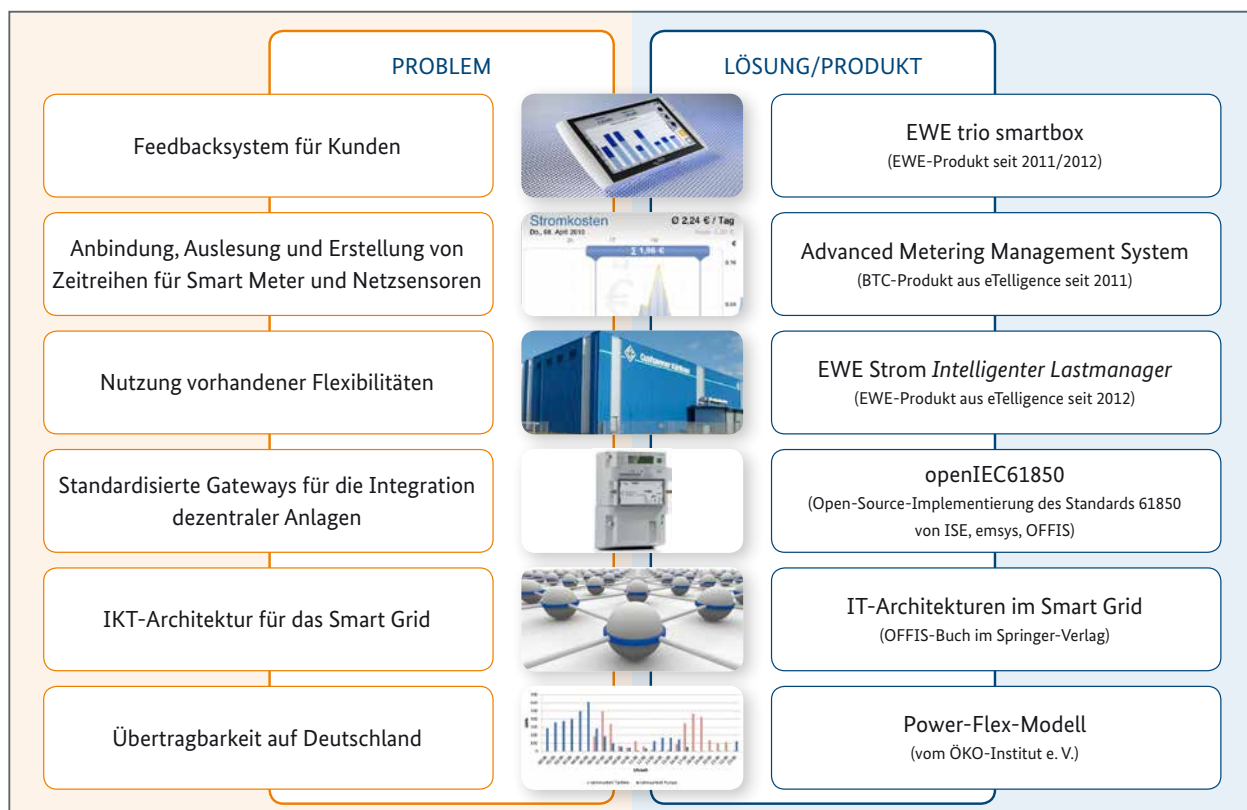 PROBLEM
LÖSUNG/PRODUKT
Feedbacksystem für Kunden
EWE trio smartbox
(EWE-Produkt seit 2011/2012)
Anbindung, Auslesung und Erstellung von
Zeitreihen für Smart Meter und Netzsensoren
Stromkosten
Ø 2,24 € / Tag
Do., 08. April 2010
Σ 1,96 €
€
Advanced Metering Management System
(BTC-Produkt aus eTelligence seit 2011)
Nutzung vorhandener Flexibilitäten
EWE Strom Intelligenter Lastmanager
(EWE-Produkt aus eTelligence seit 2012)
Standardisierte Gateways für die Integration
dezentraler Anlagen
openIEC61850
(Open-Source-Implementierung des Standards 61850
von ISE, emsys, OFFIS)
IKT-Architektur für das Smart Grid
IT-Architekturen im Smart Grid
(OFFIS-Buch im Springer-Verlag)
Übertragbarkeit auf Deutschland
Power-Flex-Modell
(vom ÖKO-Institut e. V.)